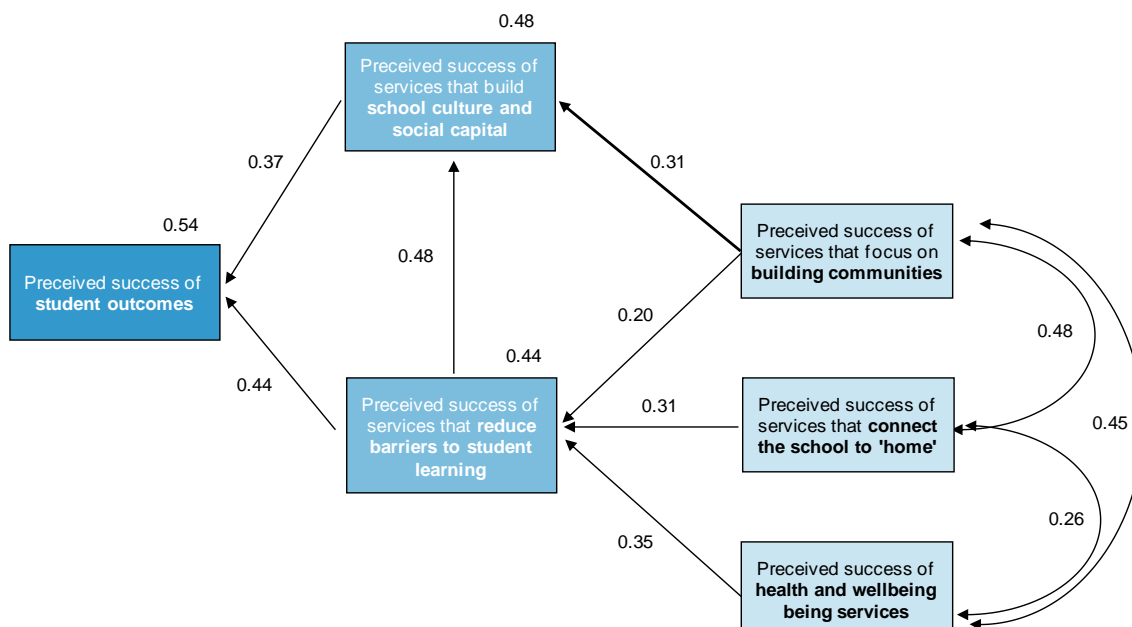 0.48
Preceived success of
services that build
school culture and
social capital
0.37
0.31
0.54
Preceived success of
student outcomes
0.48
Preceived success of
services that focus on
building communities
0.20
0.48
0.44
0.44
Preceived success of
services that reduce
barriers to student
learning
0.31
Preceived success of
services that connect
the school to 'home'
0.45
0.35
0.26
Preceived success of
health and wellbeing
being services